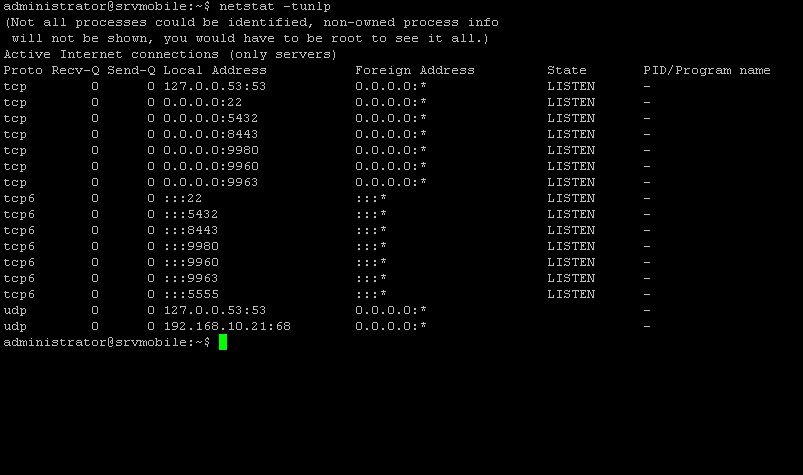 administrator@srvmobile:~$ netstat -tunlp
(Not all processes could be identified, non-owned process info
 will not be shown, you would have to be root to see it all.)
Active Internet connections (only servers)
Proto Recv-Q Send-Q Local Address           Foreign Address         State       PID/Program name
tcp        0      0 127.0.0.53:53           0.0.0.0:*               LISTEN      -
tcp        0      0 0.0.0.0:22              0.0.0.0:*               LISTEN      -
tcp        0      0 0.0.0.0:5432            0.0.0.0:*               LISTEN      -
tcp        0      0 0.0.0.0:8443            0.0.0.0:*               LISTEN      -
tcp        0      0 0.0.0.0:9980            0.0.0.0:*               LISTEN      -
tcp        0      0 0.0.0.0:9960            0.0.0.0:*               LISTEN      -
tcp        0      0 0.0.0.0:9963            0.0.0.0:*               LISTEN      -
tcp6       0      0 :::22                   :::*                    LISTEN      -
tcp6       0      0 :::5432                 :::*                    LISTEN      -
tcp6       0      0 :::8443                 :::*                    LISTEN      -
tcp6       0      0 :::9980                 :::*                    LISTEN      -
tcp6       0      0 :::9960                 :::*                    LISTEN      -
tcp6       0      0 :::9963                 :::*                    LISTEN      -
tcp6       0      0 :::5555                 :::*                    LISTEN      -
udp        0      0 127.0.0.53:53           0.0.0.0:*                           -
udp        0      0 192.168.10.21:68        0.0.0.0:*                           -
administrator@srvmobile:~$